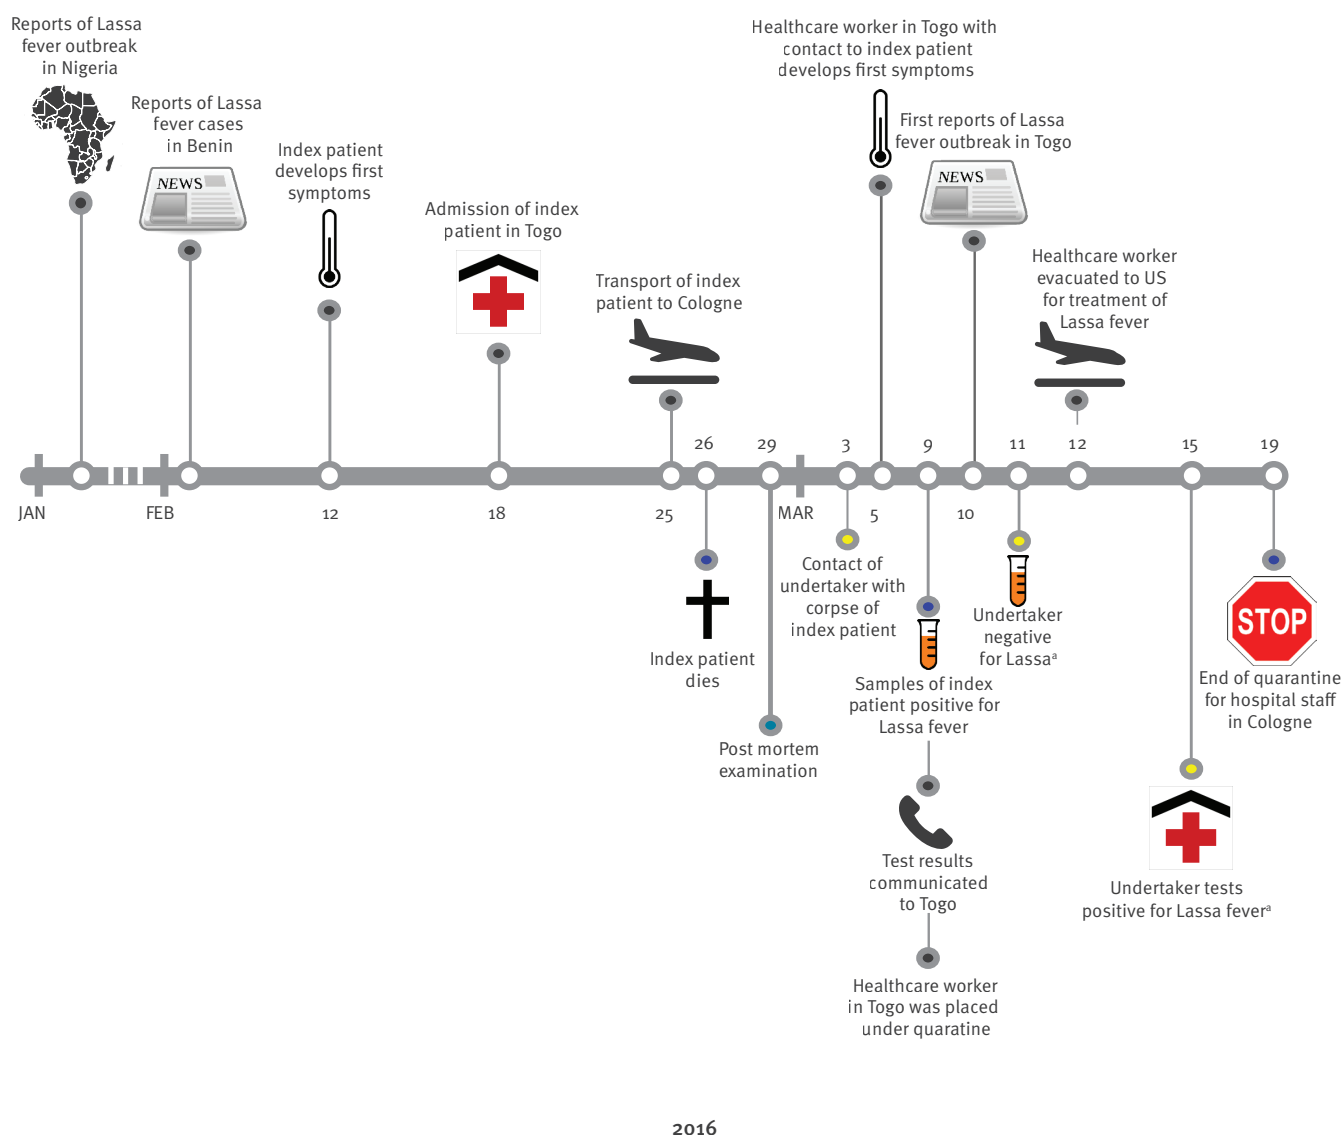 Reports of Lassa
fever outbreak
in Nigeria
Reports of Lassa
fever cases
in Benin
NEWS
Index patient
develops first
symptoms
Admission of index
patient in Togo
Transport of index
patient to Cologne
Healthcare worker in Togo with
contact to index patient
develops first symptoms
First reports of Lassa
fever outbreak in Togo
NEWS
Healthcare worker
evacuated to US
for treatment of
Lassa fever
26
29
3
9
11
12
15
19
JAN
FEB
12
18
25
MAR
5
10
Index patient
dies
Post mortem
examination
Contact of
undertaker with
corpse of
index patient
Samples of index
patient positive for
Lassa fever
Test results
communicated
to Togo
Healthcare worker
in Togo was placed
under quaratine
Undertaker
negative
for Lassaᵃ
Undertaker tests
positive for Lassa feverᵃ
STOP
End of quarantine
for hospital staff
in Cologne
2016